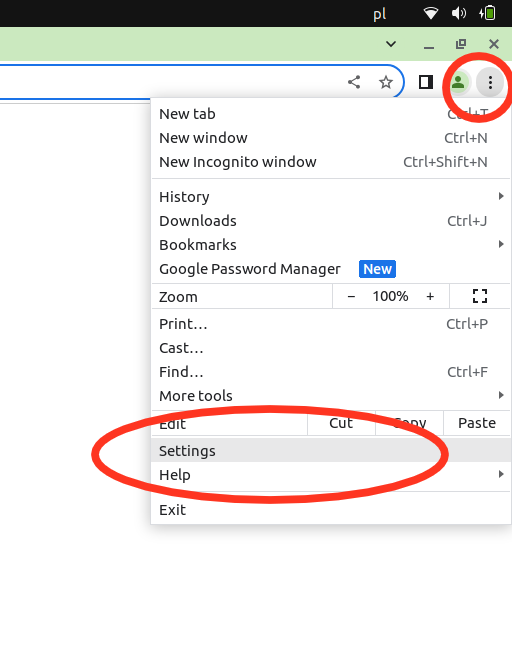 pl
New tab Ctrl+T
New window Ctrl+N
New Incognito window Ctrl+Shift+N
History
Downloads Ctrl+J
Bookmarks
Google Password Manager New
Zoom − 100% +
Print... Ctrl+P
Cast...
Find... Ctrl+F
More tools
Edit Cut Copy Paste
Settings
Help
Exit